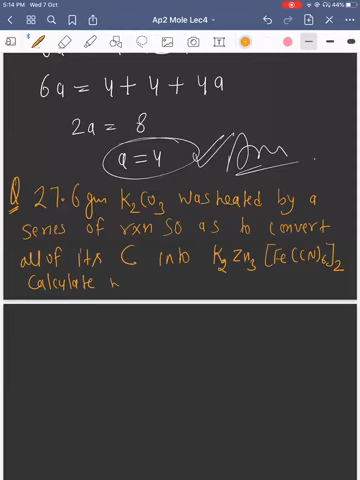 5:14 PM Wed 7 Oct
44%
Ap2 Mole Lec4
6a = 4 + 4 + 4a
2a = 8
a = 4 Ans
Q 27.6 gm K2CO3 was heated by a
series of rxn so as to convert
all of its C into K2Zn3[Fe(CN)6]2
Calculate